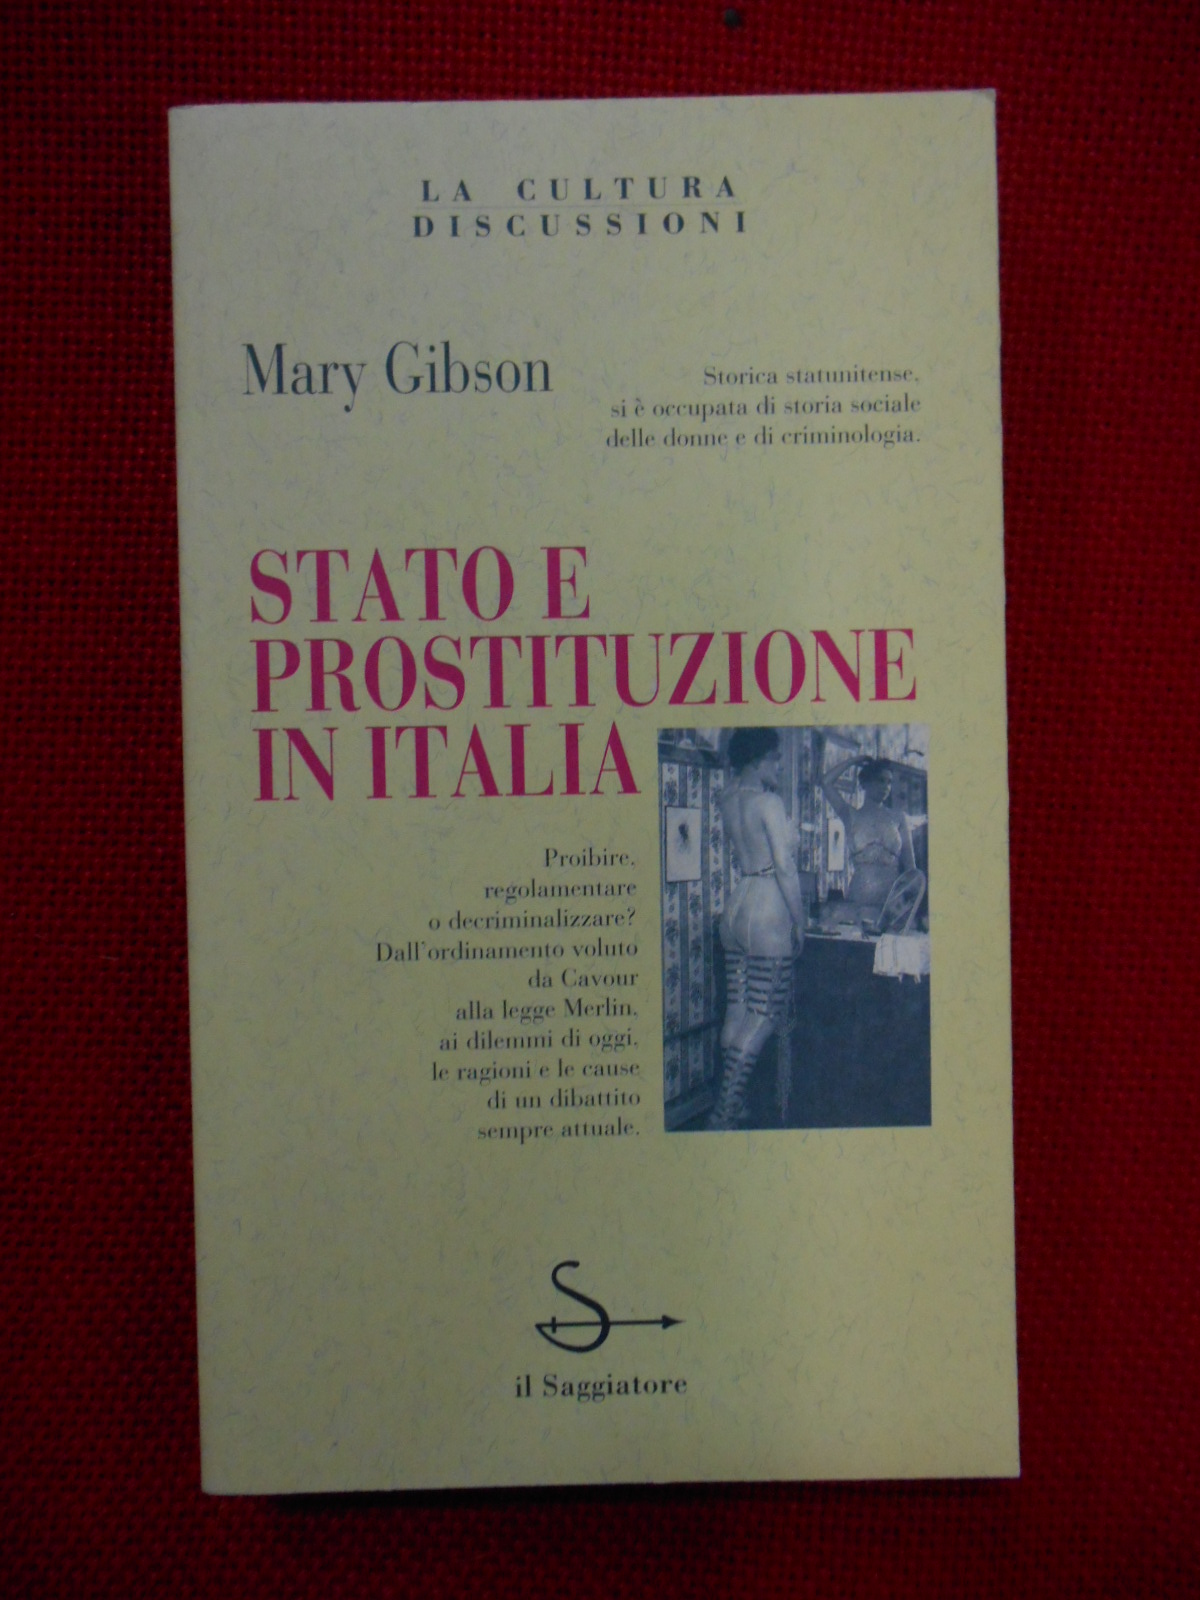 LA CULTURA
DISCUSSIONI
Mary Gibson
Storica statunitense,
si è occupata di storia sociale
delle donne e di criminologia.
STATO E
PROSTITUZIONE
IN ITALIA
Proibire,
regolamentare
o decriminalizzare?
Dall'ordinamento voluto
da Cavour
alla legge Merlin,
ai dilemmi di oggi,
le ragioni e le cause
di un dibattito
sempre attuale.
il Saggiatore